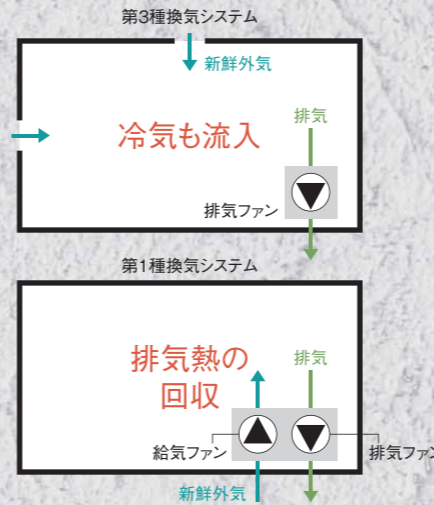 第3種換気システム
新鮮外気
冷気も流入
排気
排気ファン
第1種換気システム
排気熱の
回収
排気
給気ファン
排気ファン
新鮮外気